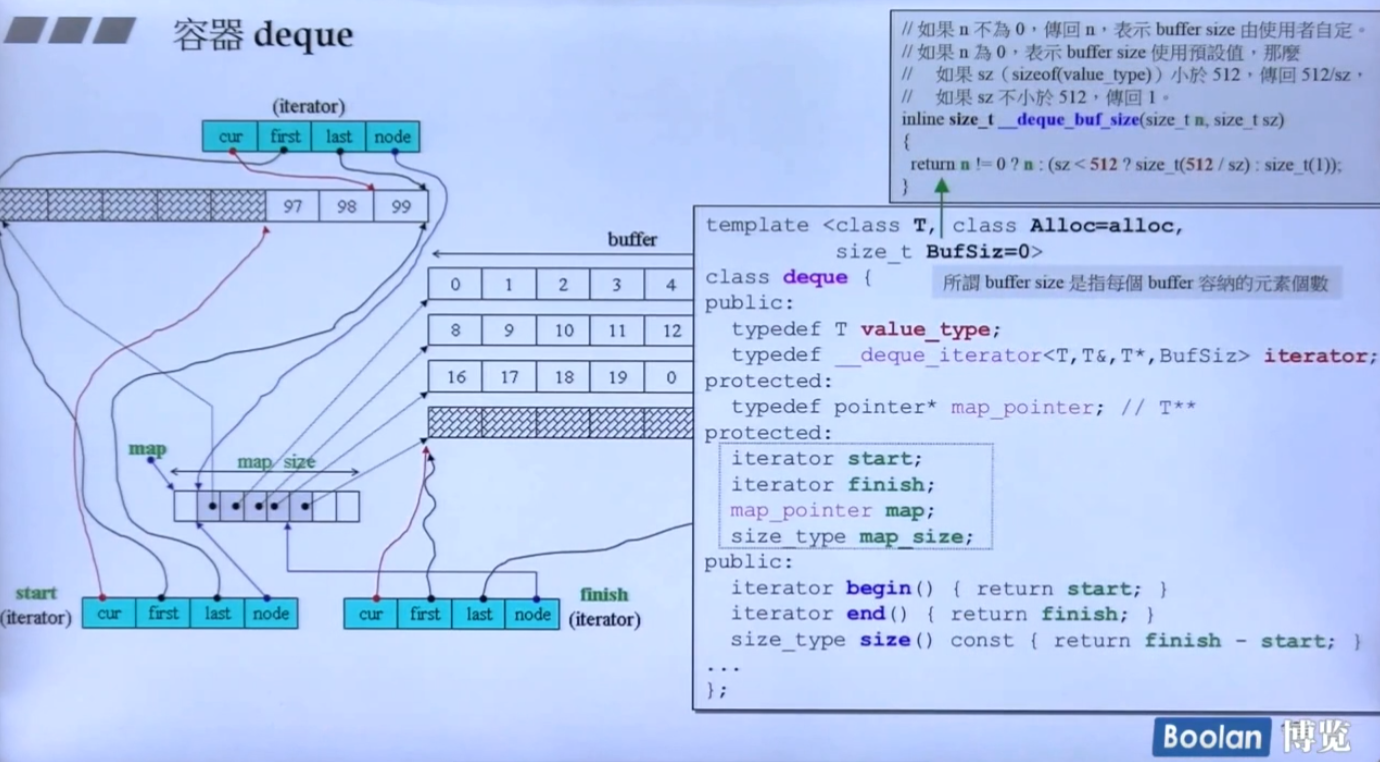 容器 deque
// 如果 n 不為 0，傳回 n，表示 buffer size 由使用者自定。
// 如果 n 為 0，表示 buffer size 使用預設值，那麼
// 如果 sz（sizeof(value_type)）小於 512，傳回 512/sz，
// 如果 sz 不小於 512，傳回 1。
inline size_t __deque_buf_size(size_t n, size_t sz)
{
return n != 0 ? n : (sz < 512 ? size_t(512 / sz) : size_t(1));
}
(iterator)
cur first last node
97 98 99
buffer
0 1 2 3 4
8 9 10 11 12
16 17 18 19 0
map
map size
start
(iterator)
cur first last node
cur first last node
finish
(iterator)
template <class T, class Alloc=alloc,
size_t BufSiz=0>
class deque {
所謂 buffer size 是指每個 buffer 容納的元素個數
public:
typedef T value_type;
typedef __deque_iterator<T,T&,T*,BufSiz> iterator;
protected:
typedef pointer* map_pointer; // T**
protected:
iterator start;
iterator finish;
map_pointer map;
size_type map_size;
public:
iterator begin() { return start; }
iterator end() { return finish; }
size_type size() const { return finish - start; }
...
};
Boolan 博览